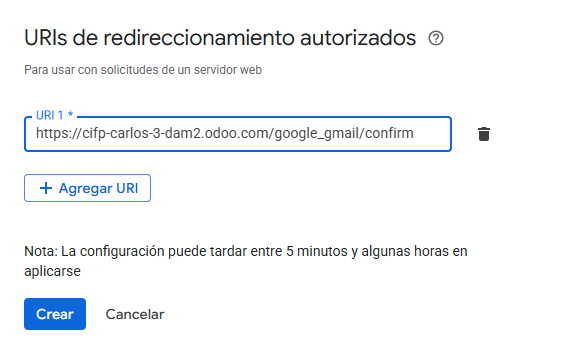 URIs de redireccionamiento autorizados
Para usar con solicitudes de un servidor web
URI 1 *
https://cifp-carlos-3-dam2.odoo.com/google_gmail/confirm
Agregar URI
Nota: La configuración puede tardar entre 5 minutos y algunas horas en
aplicarse
Crear Cancelar